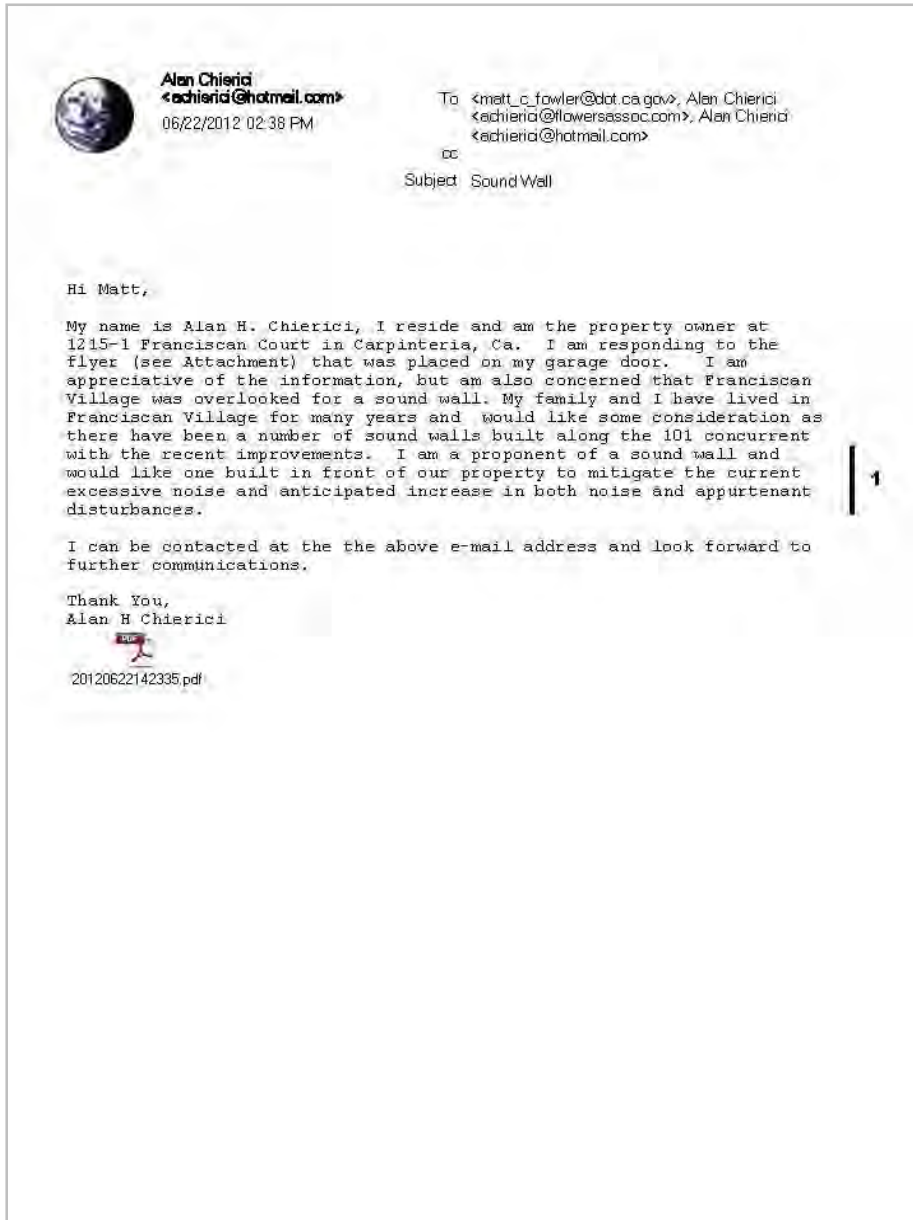 Alan Chierici
<achierici@hotmail.com>
06/22/2012 02:38 PM
To <matt_c_fowler@dot.ca.gov>, Alan Chierici
<achierici@flowersassoc.com>, Alan Chierici
<achierici@hotmail.com>
cc
Subject Sound Wall
Hi Matt,
My name is Alan H. Chierici, I reside and am the property owner at
1215-1 Franciscan Court in Carpinteria, Ca. I am responding to the
flyer (see Attachment) that was placed on my garage door. I am
appreciative of the information, but am also concerned that Franciscan
Village was overlooked for a sound wall. My family and I have lived in
Franciscan Village for many years and would like some consideration as
there have been a number of sound walls built along the 101 concurrent
with the recent improvements. I am a proponent of a sound wall and
would like one built in front of our property to mitigate the current
excessive noise and anticipated increase in both noise and appurtenant
disturbances.
1
I can be contacted at the the above e-mail address and look forward to
further communications.
Thank You,
Alan H Chierici
PDF
20120622142335.pdf